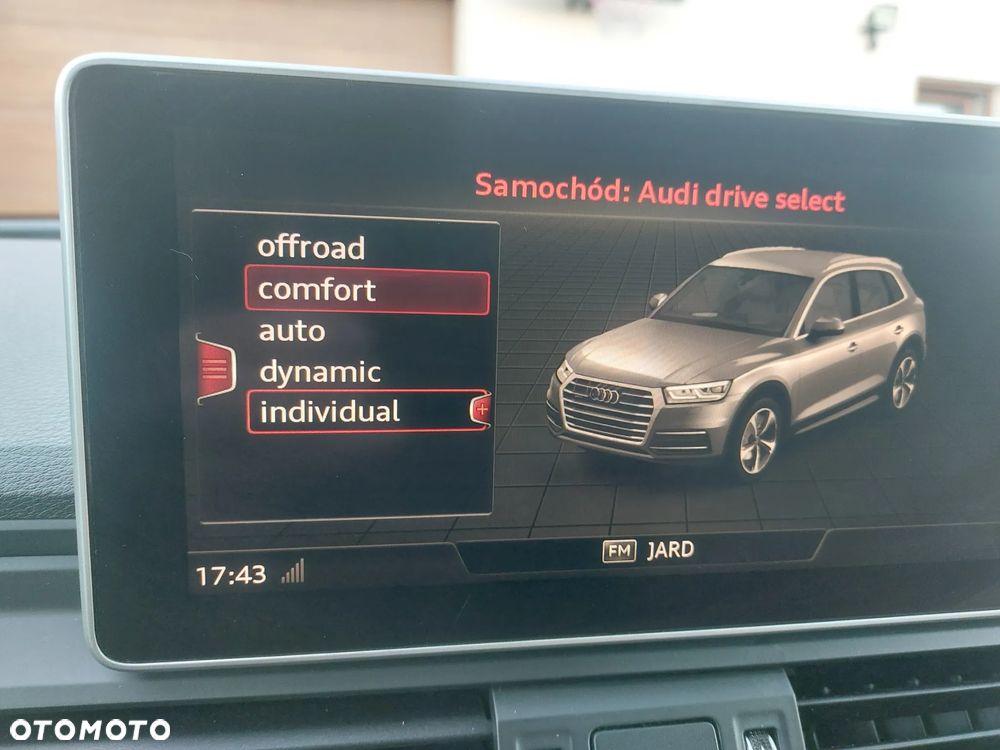 Samochód: Audi drive select
offroad
comfort
auto
dynamic
individual
17:43
FM JARD
OTOMOTO